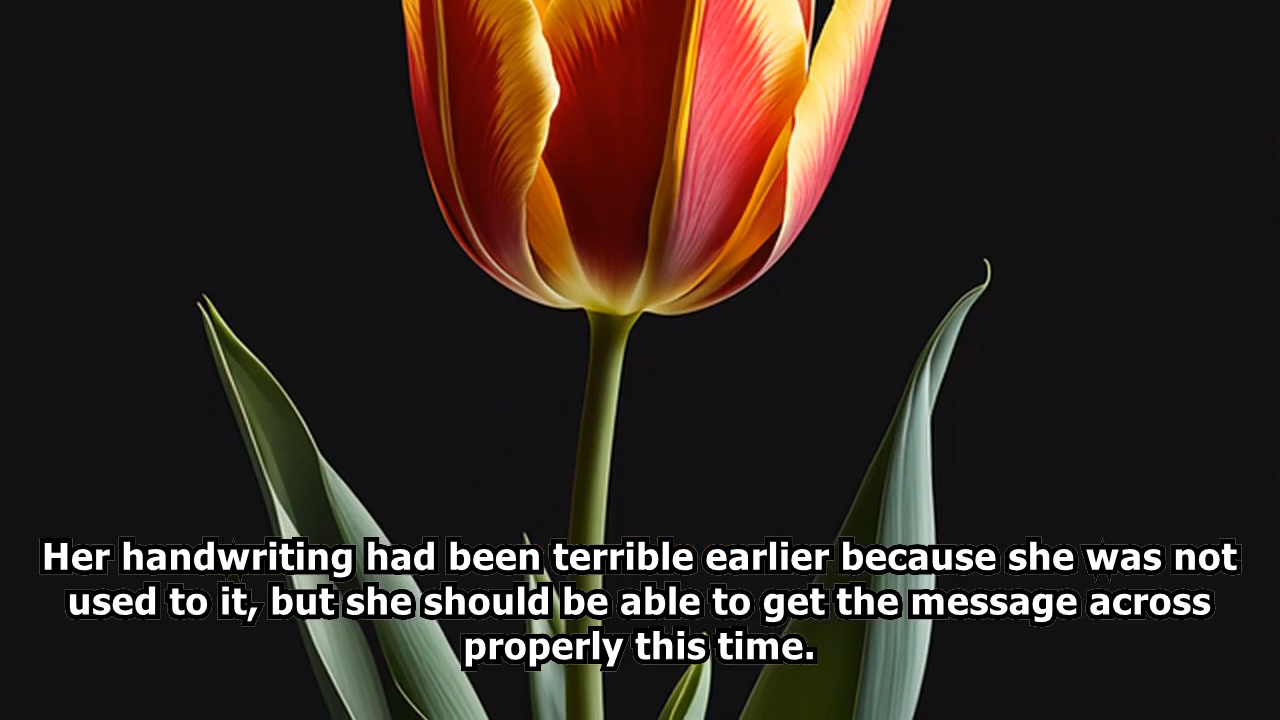 Her handwriting had been terrible earlier because she was not
used to it, but she should be able to get the message across
properly this time.